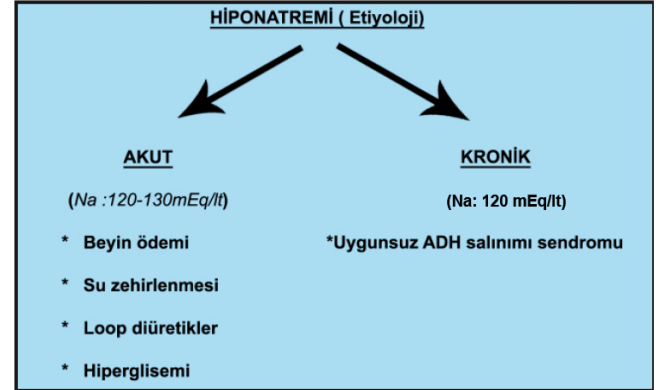 HİPONATREMİ ( Etiyoloji)
AKUT
(Na :120-130mEq/lt)
* Beyin ödemi
* Su zehirlenmesi
* Loop diüretikler
* Hiperglisemi
KRONİK
(Na: 120 mEq/lt)
*Uygunsuz ADH salınımı sendromu